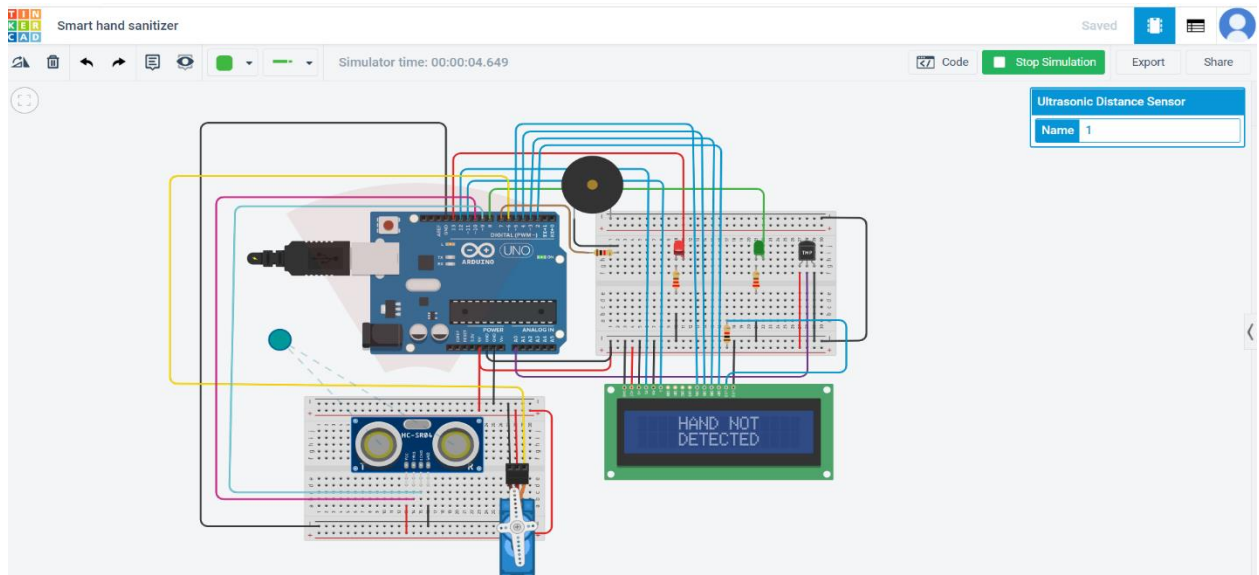 TIN
KER
CAD
Smart hand sanitizer
Saved
Simulator time: 00:00:04.649
Code
Stop Simulation
Export
Share
Ultrasonic Distance Sensor
Name 1
DIGITAL (PWM~)
UNO
ARDUINO
POWER
ANALOG IN
TMP
HC-SR04
HAND NOT
DETECTED